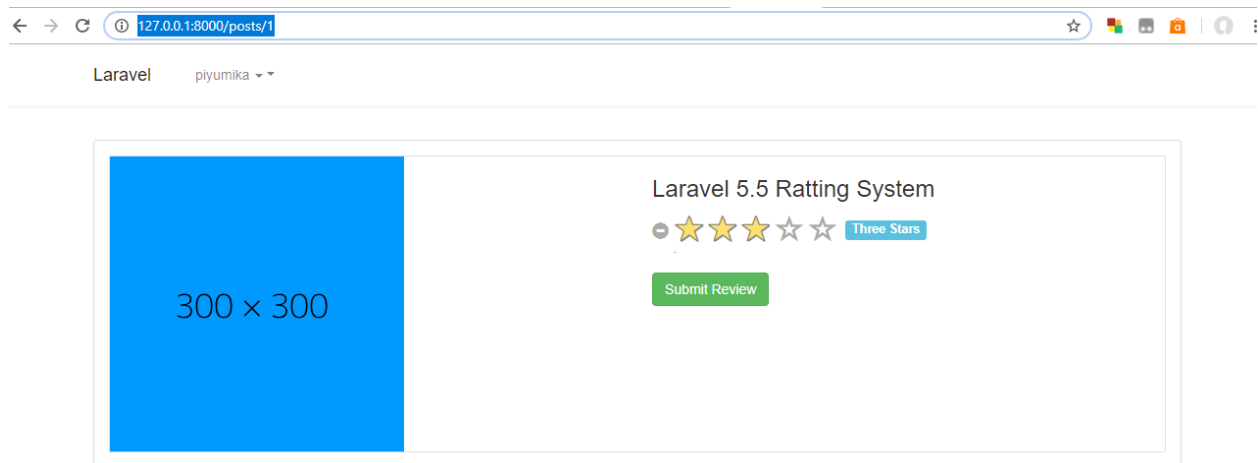 127.0.0.1:8000/posts/1
Laravel piyumika
Laravel 5.5 Ratting System
Three Stars
Submit Review
300 × 300